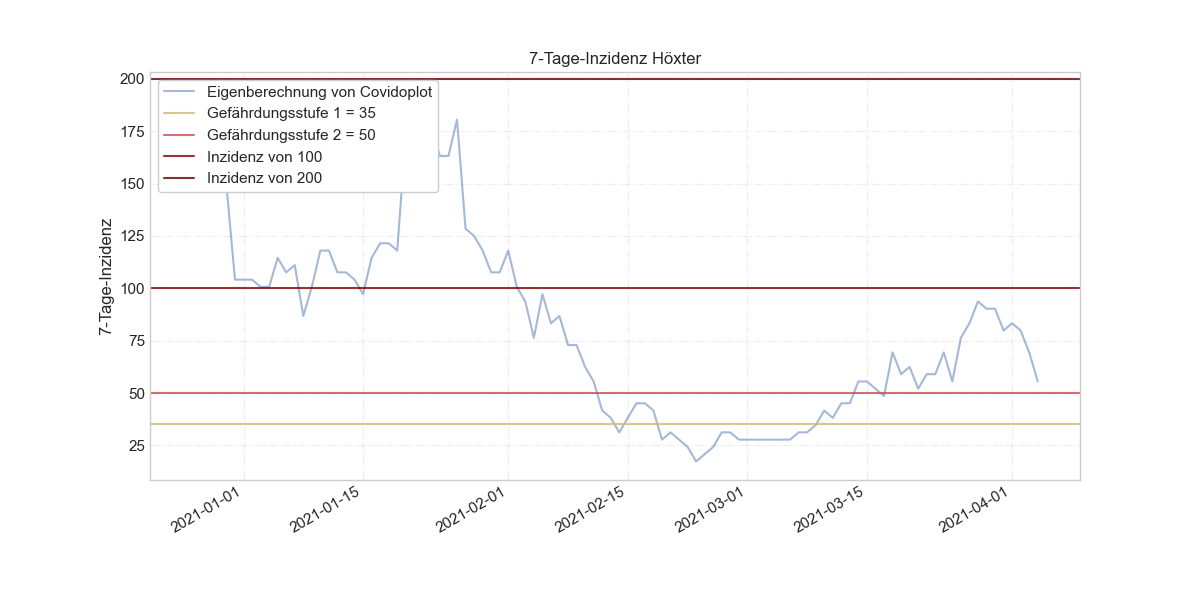 7-Tage-Inzidenz Höxter
7-Tage-Inzidenz
200
175
150
125
100
75
50
25
Eigenberechnung von Covidoplot
Gefährdungsstufe 1 = 35
Gefährdungsstufe 2 = 50
Inzidenz von 100
Inzidenz von 200
2021-01-01
2021-01-15
2021-02-01
2021-02-15
2021-03-01
2021-03-15
2021-04-01